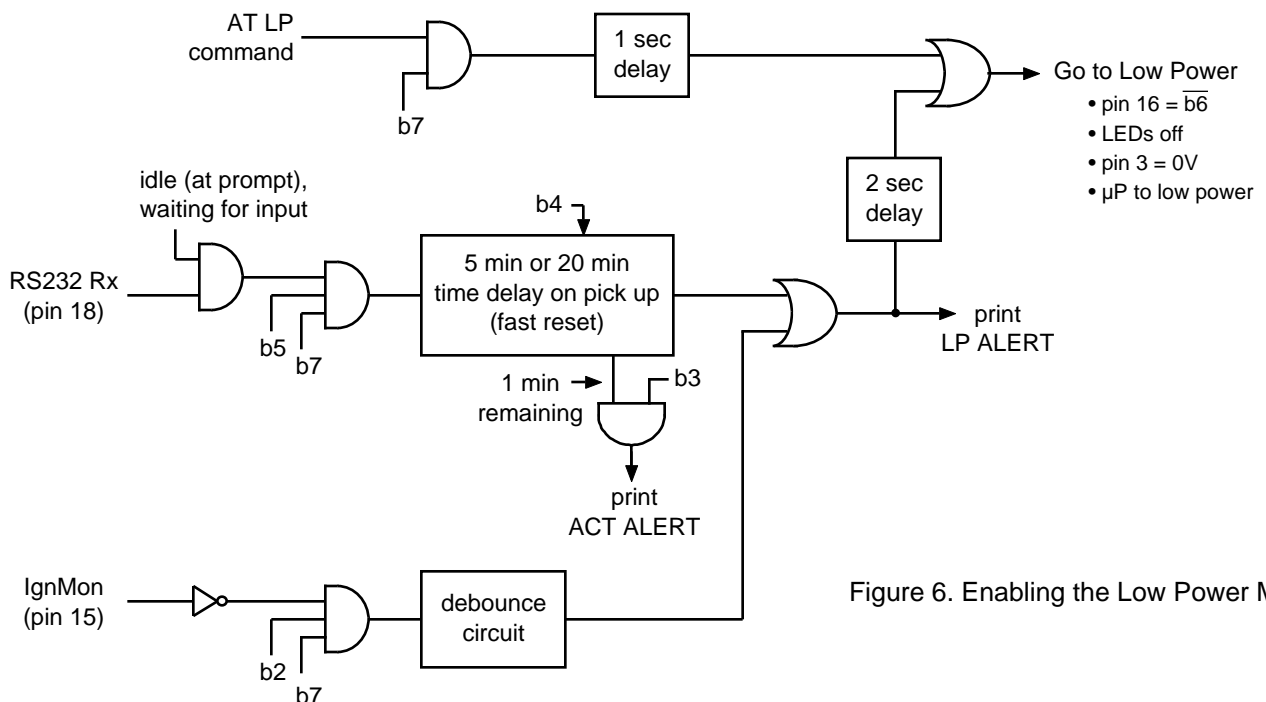 AT LP
command
b7
1 sec
delay
Go to Low Power
• pin 16 = b6
• LEDs off
• pin 3 = 0V
• µP to low power
2 sec
delay
idle (at prompt),
waiting for input
RS232 Rx
(pin 18)
b5
b7
b4
5 min or 20 min
time delay on pick up
(fast reset)
1 min
remaining
b3
print
ACT ALERT
print
LP ALERT
IgnMon
(pin 15)
b2
b7
debounce
circuit
Figure 6. Enabling the Low Power